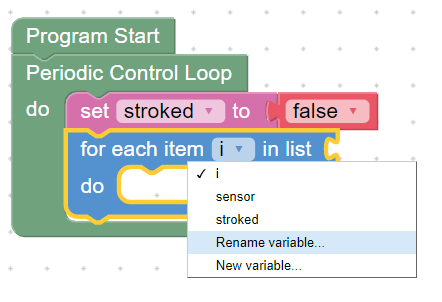 Program Start
Periodic Control Loop
do set stroked to false
for each item i in list
do
✓ i
sensor
stroked
Rename variable...
New variable...